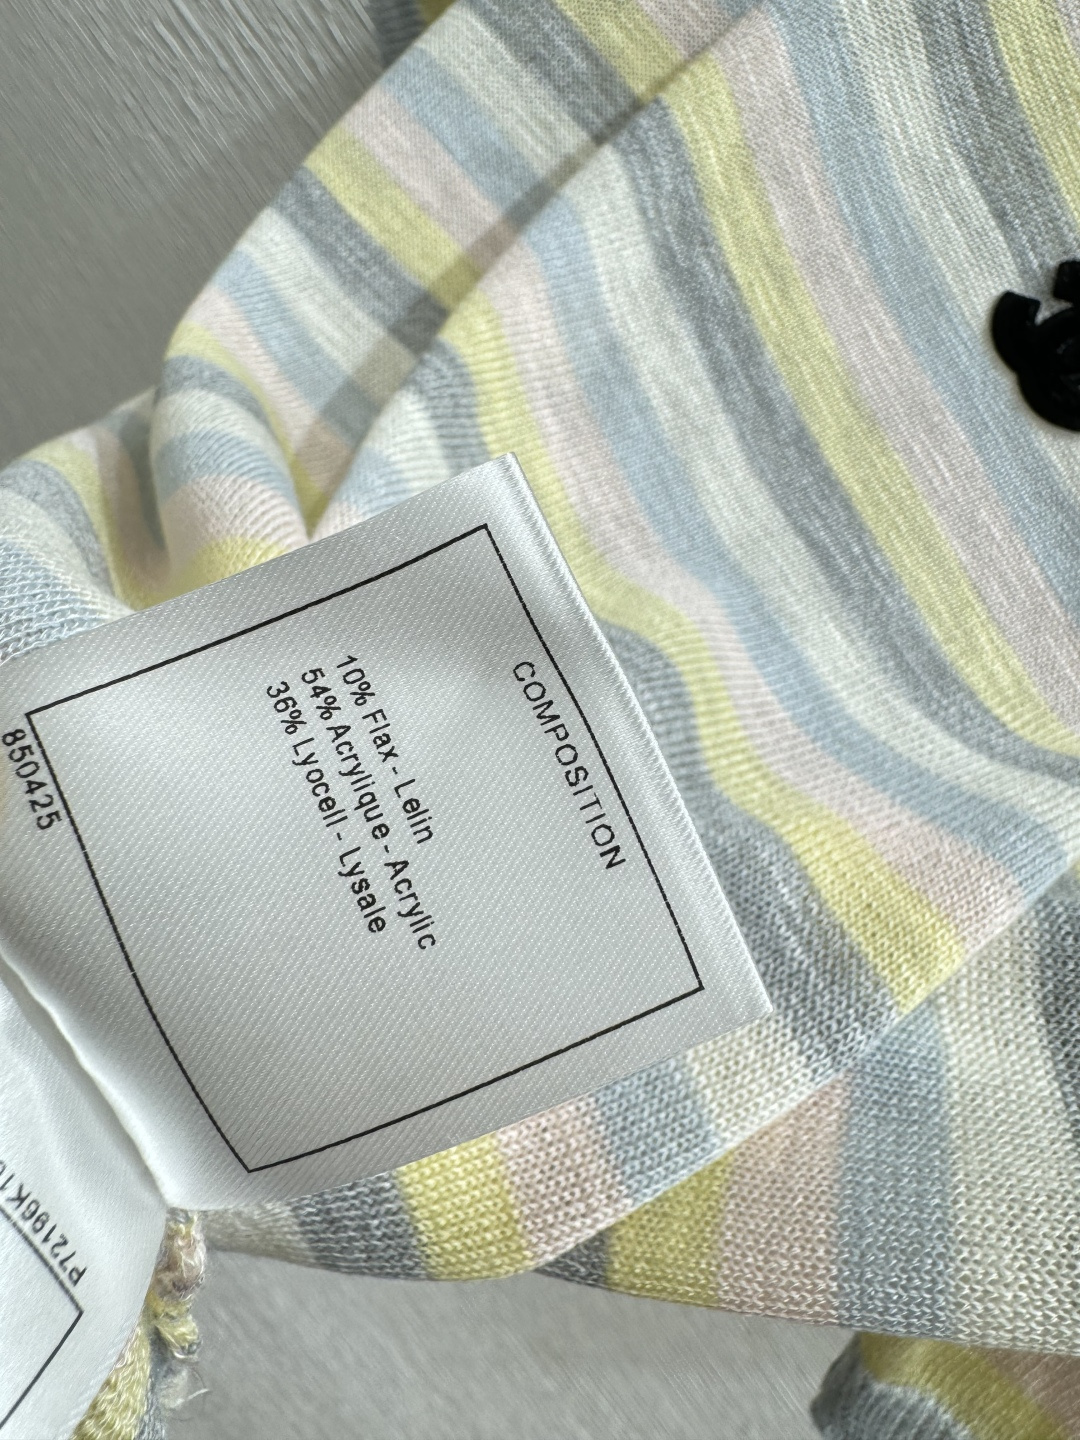 COMPOSITION
10% Flax - Lelin
54% Acrylique - Acrylic
36% Lyocell - Lysale
850425